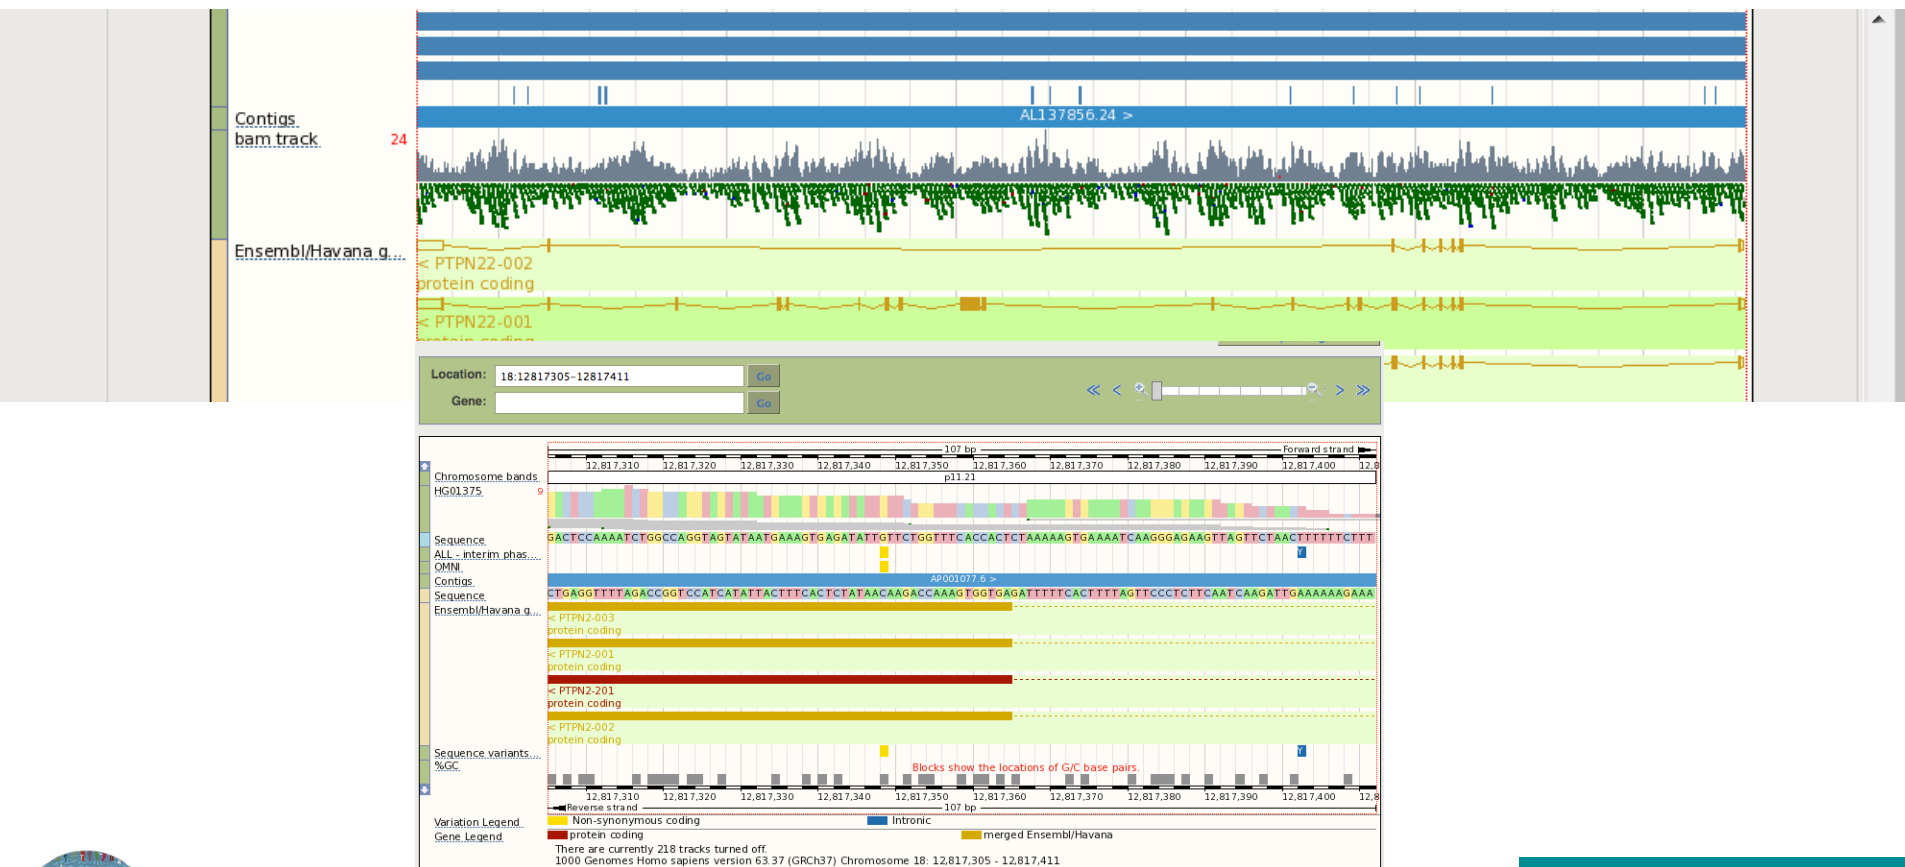 AL137856.24 >
Contigs
bam track 24
Ensembl/Havana g...
< PTPN22-002
protein coding
< PTPN22-001
protein coding
Location: 18:12817305-12817411 Go
Gene: Go
107 bp Forward strand
12,817,310 12,817,320 12,817,330 12,817,340 12,817,350 12,817,360 12,817,370 12,817,380 12,817,390 12,817,400 12,8
Chromosome bands p11.21
HG01375 9
Sequence GACTCCAAAATCTGGCCAGGTAGTATAATGAAAGTGAGATATTGTTCTGGTTTCACCACTCTAAAAAGTGAAAATCAAGGGAGAAGTTAGTTCTAACTTTTTTCTTT
ALL - interim phas... Y
OMNI
Contigs AP001077.6 >
Sequence CTGAGGTTTTAGACCGGTCCATCATATTACTTTCACTCTATAACAAGACCAAAGTGGTGAGATTTTTCACTTTTAGTTCCCTCTTCAATCAAGATTGAAAAAAGAAA
Ensembl/Havana g...
< PTPN2-003
protein coding
< PTPN2-001
protein coding
< PTPN2-201
protein coding
< PTPN2-002
protein coding
Sequence variants... Y
%GC Blocks show the locations of G/C base pairs.
12,817,310 12,817,320 12,817,330 12,817,340 12,817,350 12,817,360 12,817,370 12,817,380 12,817,390 12,817,400 12,8
Reverse strand 107 bp
Variation Legend Non-synonymous coding Intronic
Gene Legend protein coding merged Ensembl/Havana
There are currently 218 tracks turned off.
1000 Genomes Homo sapiens version 63.37 (GRCh37) Chromosome 18: 12,817,305 - 12,817,411